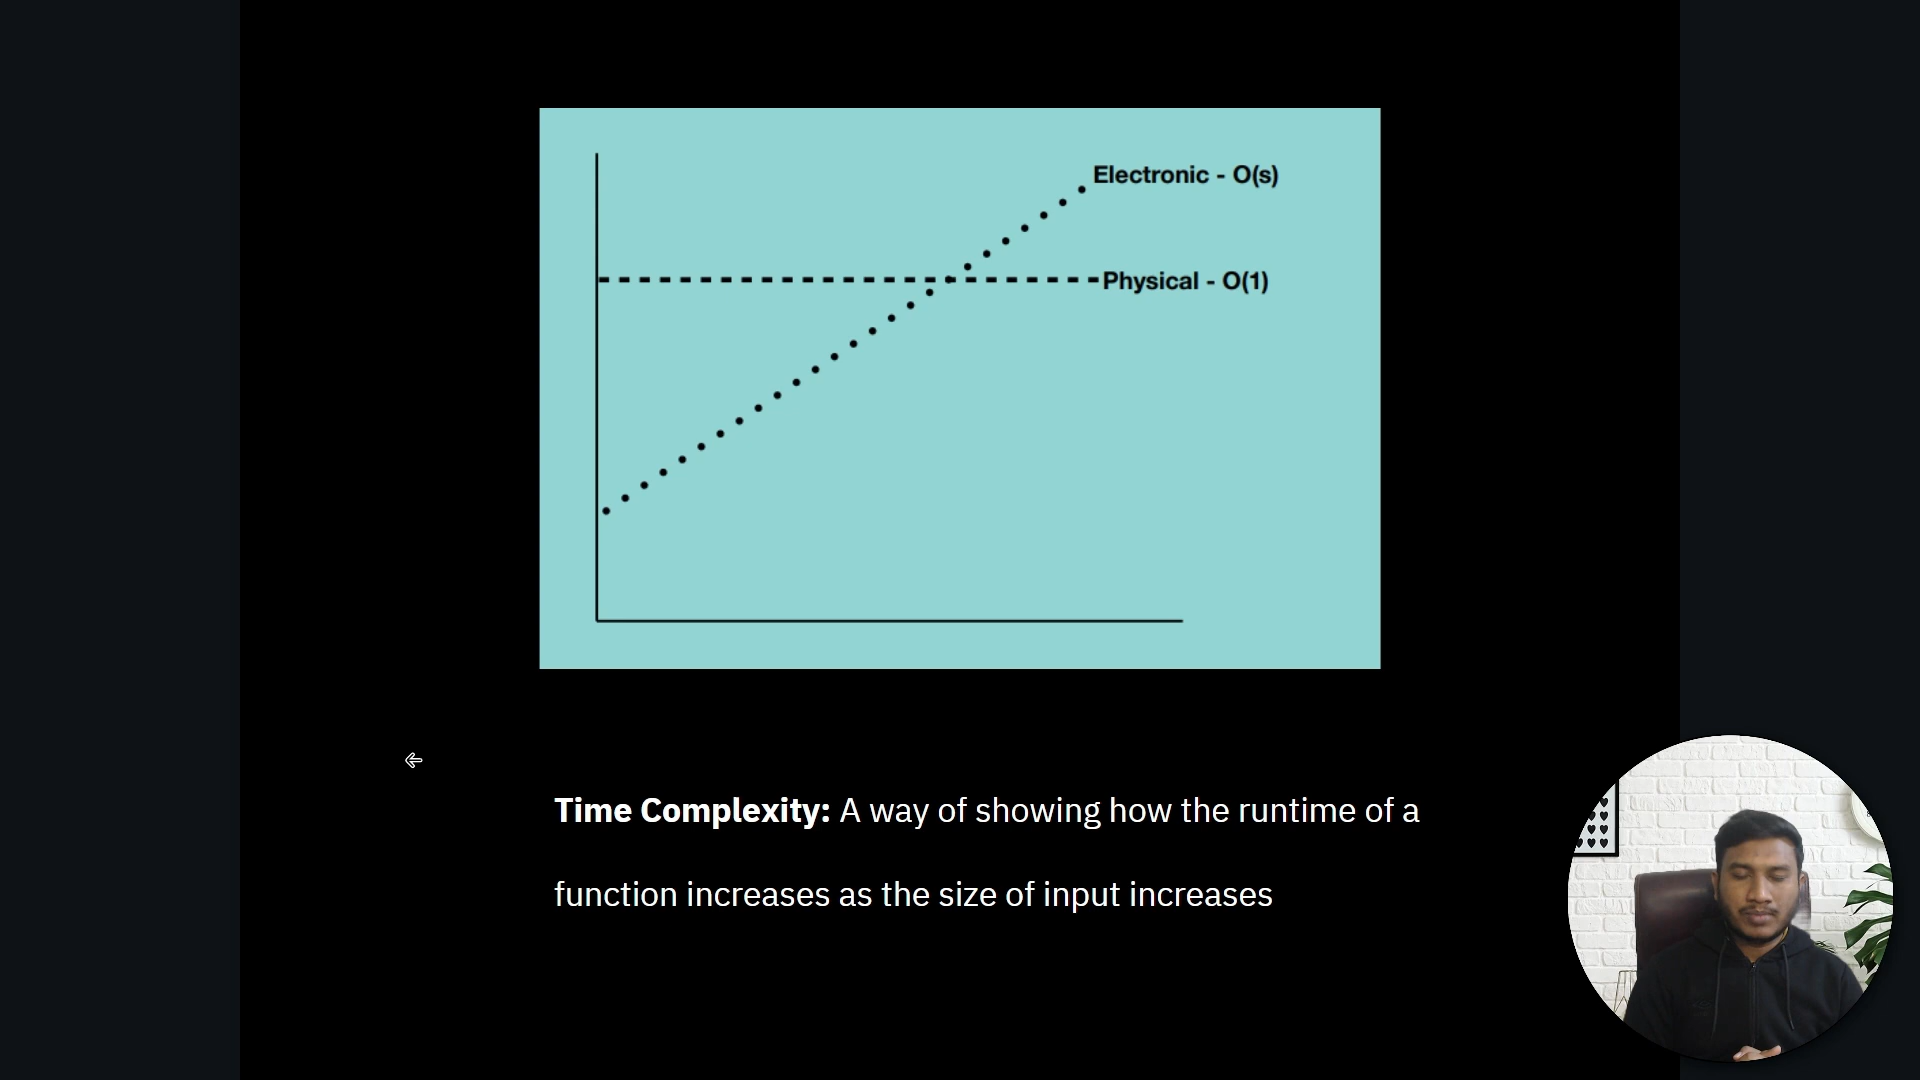 Electronic - O(s)
Physical - O(1)
Time Complexity: A way of showing how the runtime of a
function increases as the size of input increases